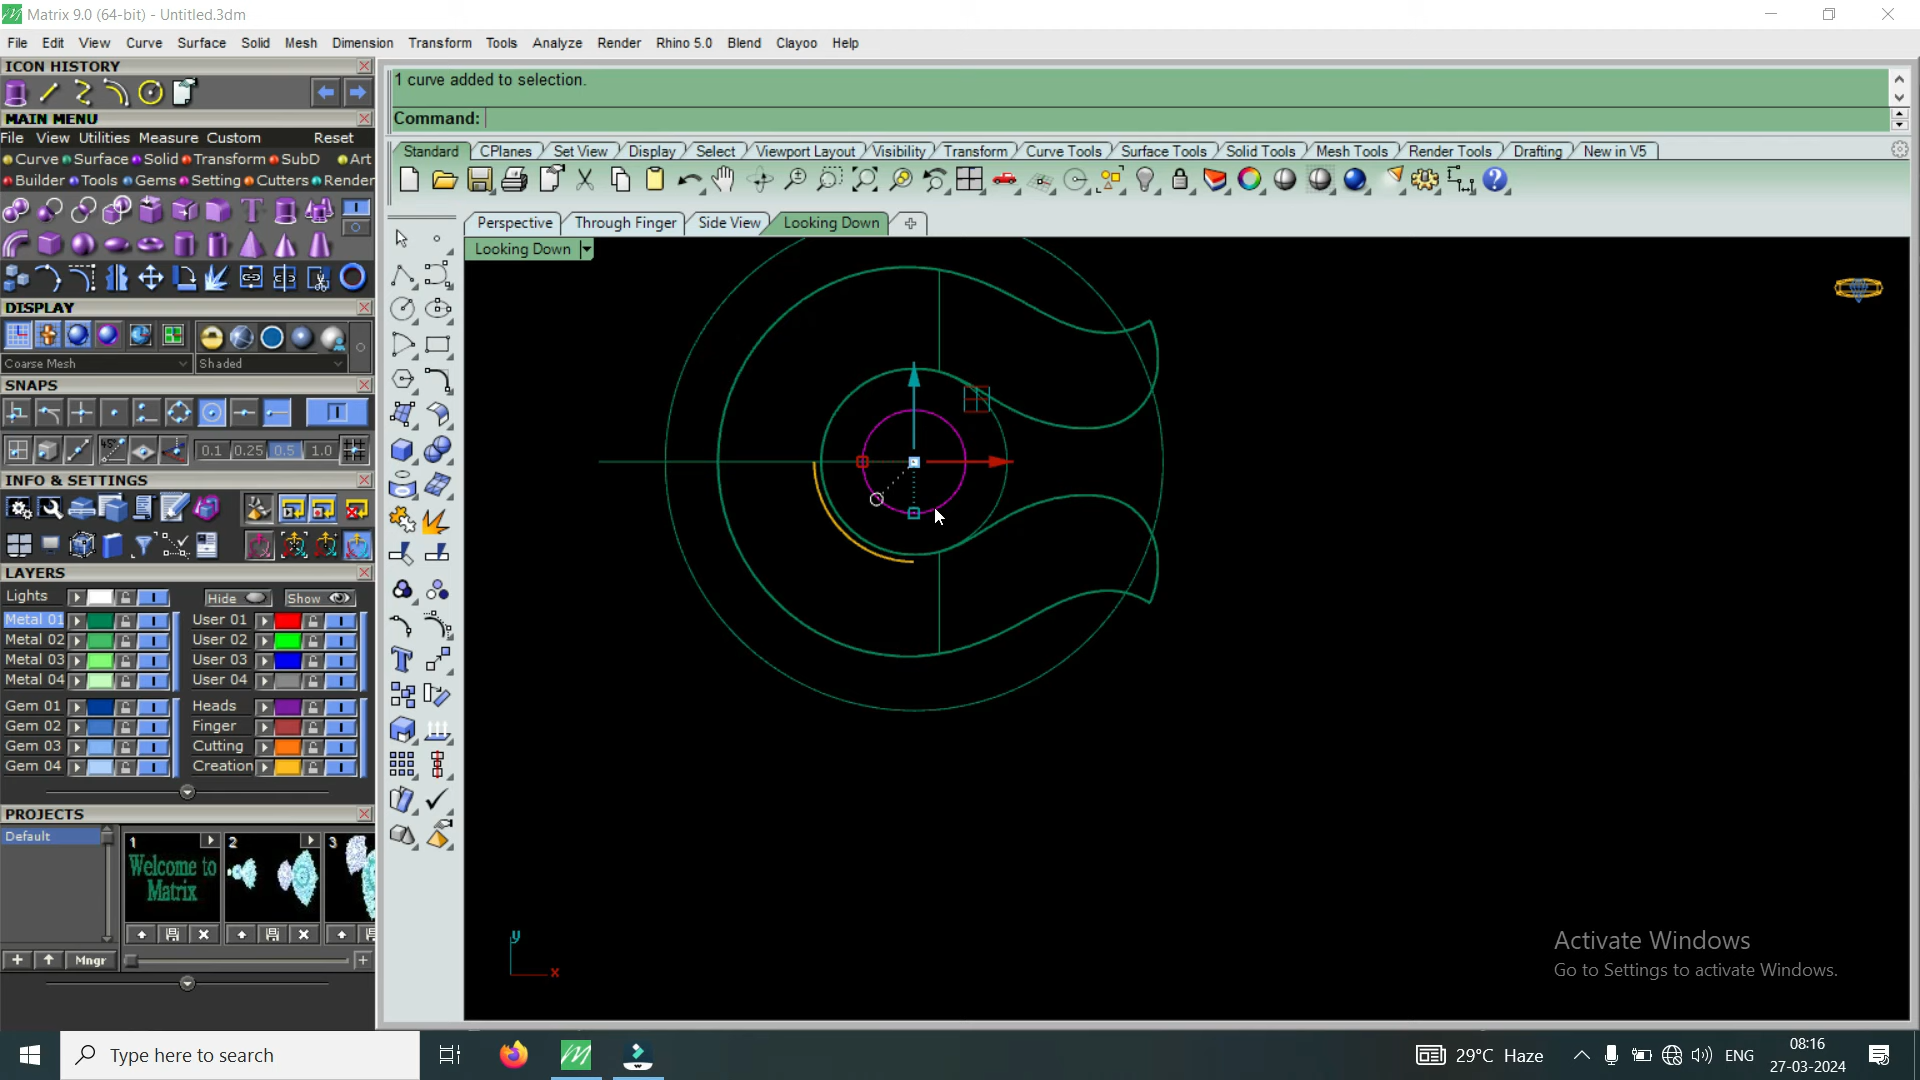 Matrix 9.0 (64-bit) - Untitled.3dm
File Edit View Curve Surface Solid Mesh Dimension Transform Tools Analyze Render Rhino 5.0 Blend Clayoo Help
ICON HISTORY
1 curve added to selection.
Command:
MAIN MENU
File View Utilities Measure Custom Reset
Curve Surface Solid Transform SubD Art
Builder Tools Gems Setting Cutters Render
Standard CPlanes Set View Display Select Viewport Layout Visibility Transform Curve Tools Surface Tools Solid Tools Mesh Tools Render Tools Drafting New in V5
Perspective Through Finger Side View Looking Down
Looking Down
DISPLAY
Coarse Mesh Shaded
SNAPS
0.1 0.25 0.5 1.0
INFO & SETTINGS
LAYERS
Lights Hide Show
Metal 01 User 01
Metal 02 User 02
Metal 03 User 03
Metal 04 User 04
Gem 01 Heads
Gem 02 Finger
Gem 03 Cutting
Gem 04 Creation
PROJECTS
Default
1 2 3
Welcome to
Matrix
Mngr
y
x
Activate Windows
Go to Settings to activate Windows.
Type here to search
29°C Haze
ENG
08:16
27-03-2024